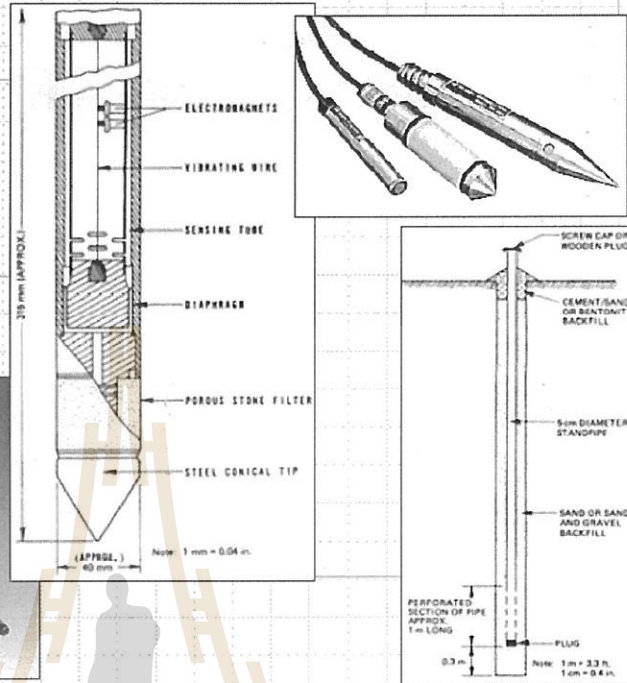 ELECTROMAGNETS
VIBRATING WIRE
SENSING TUBE
DIAPHRAGM
POROUS STONE FILTER
STEEL CONICAL TIP
(APPROX.)
40 mm
Note: 1 mm = 0.04 in.
(APPROX.)
SCREW CAP OR
WOODEN PLUG
CEMENT/SAND
OR BENTONIT
BACKFILL
5-cm DIAMETER
STANDPIPE
SAND OR SAND
AND GRAVEL
BACKFILL
PERFORATED
SECTION OF PIPE
APPROX.
1 m LONG
PLUG
0.3 m
Note: 1 m = 3.3 ft.
1 cm = 0.4 in.